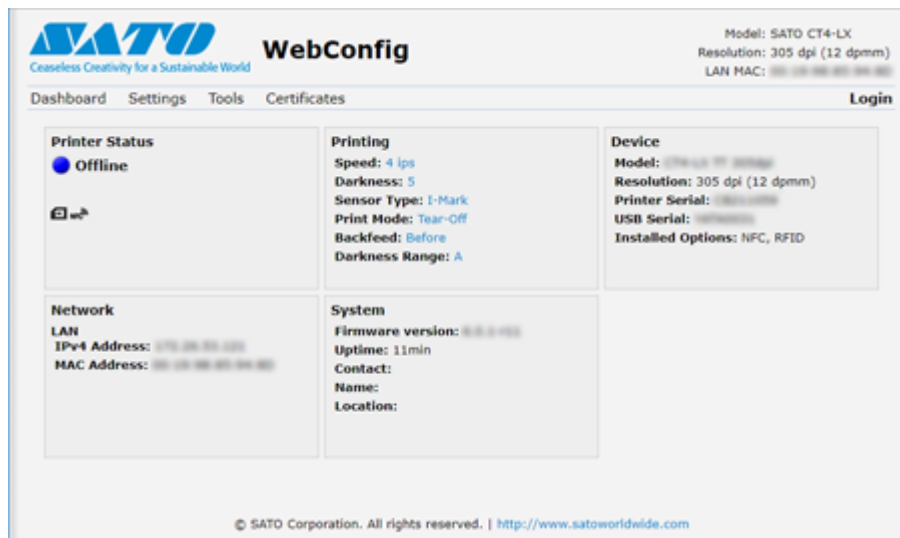 SATO
Ceaseless Creativity for a Sustainable World
WebConfig
Model: SATO CT4-LX
Resolution: 305 dpi (12 dpmm)
LAN MAC:
Dashboard Settings Tools Certificates Login
Printer Status
Offline
Printing
Speed: 4 ips
Darkness: 5
Sensor Type: I-Mark
Print Mode: Tear-Off
Backfeed: Before
Darkness Range: A
Device
Model:
Resolution: 305 dpi (12 dpmm)
Printer Serial:
USB Serial:
Installed Options: NFC, RFID
Network
LAN
IPv4 Address:
MAC Address:
System
Firmware version:
Uptime: 11min
Contact:
Name:
Location:
© SATO Corporation. All rights reserved. | http://www.satoworldwide.com